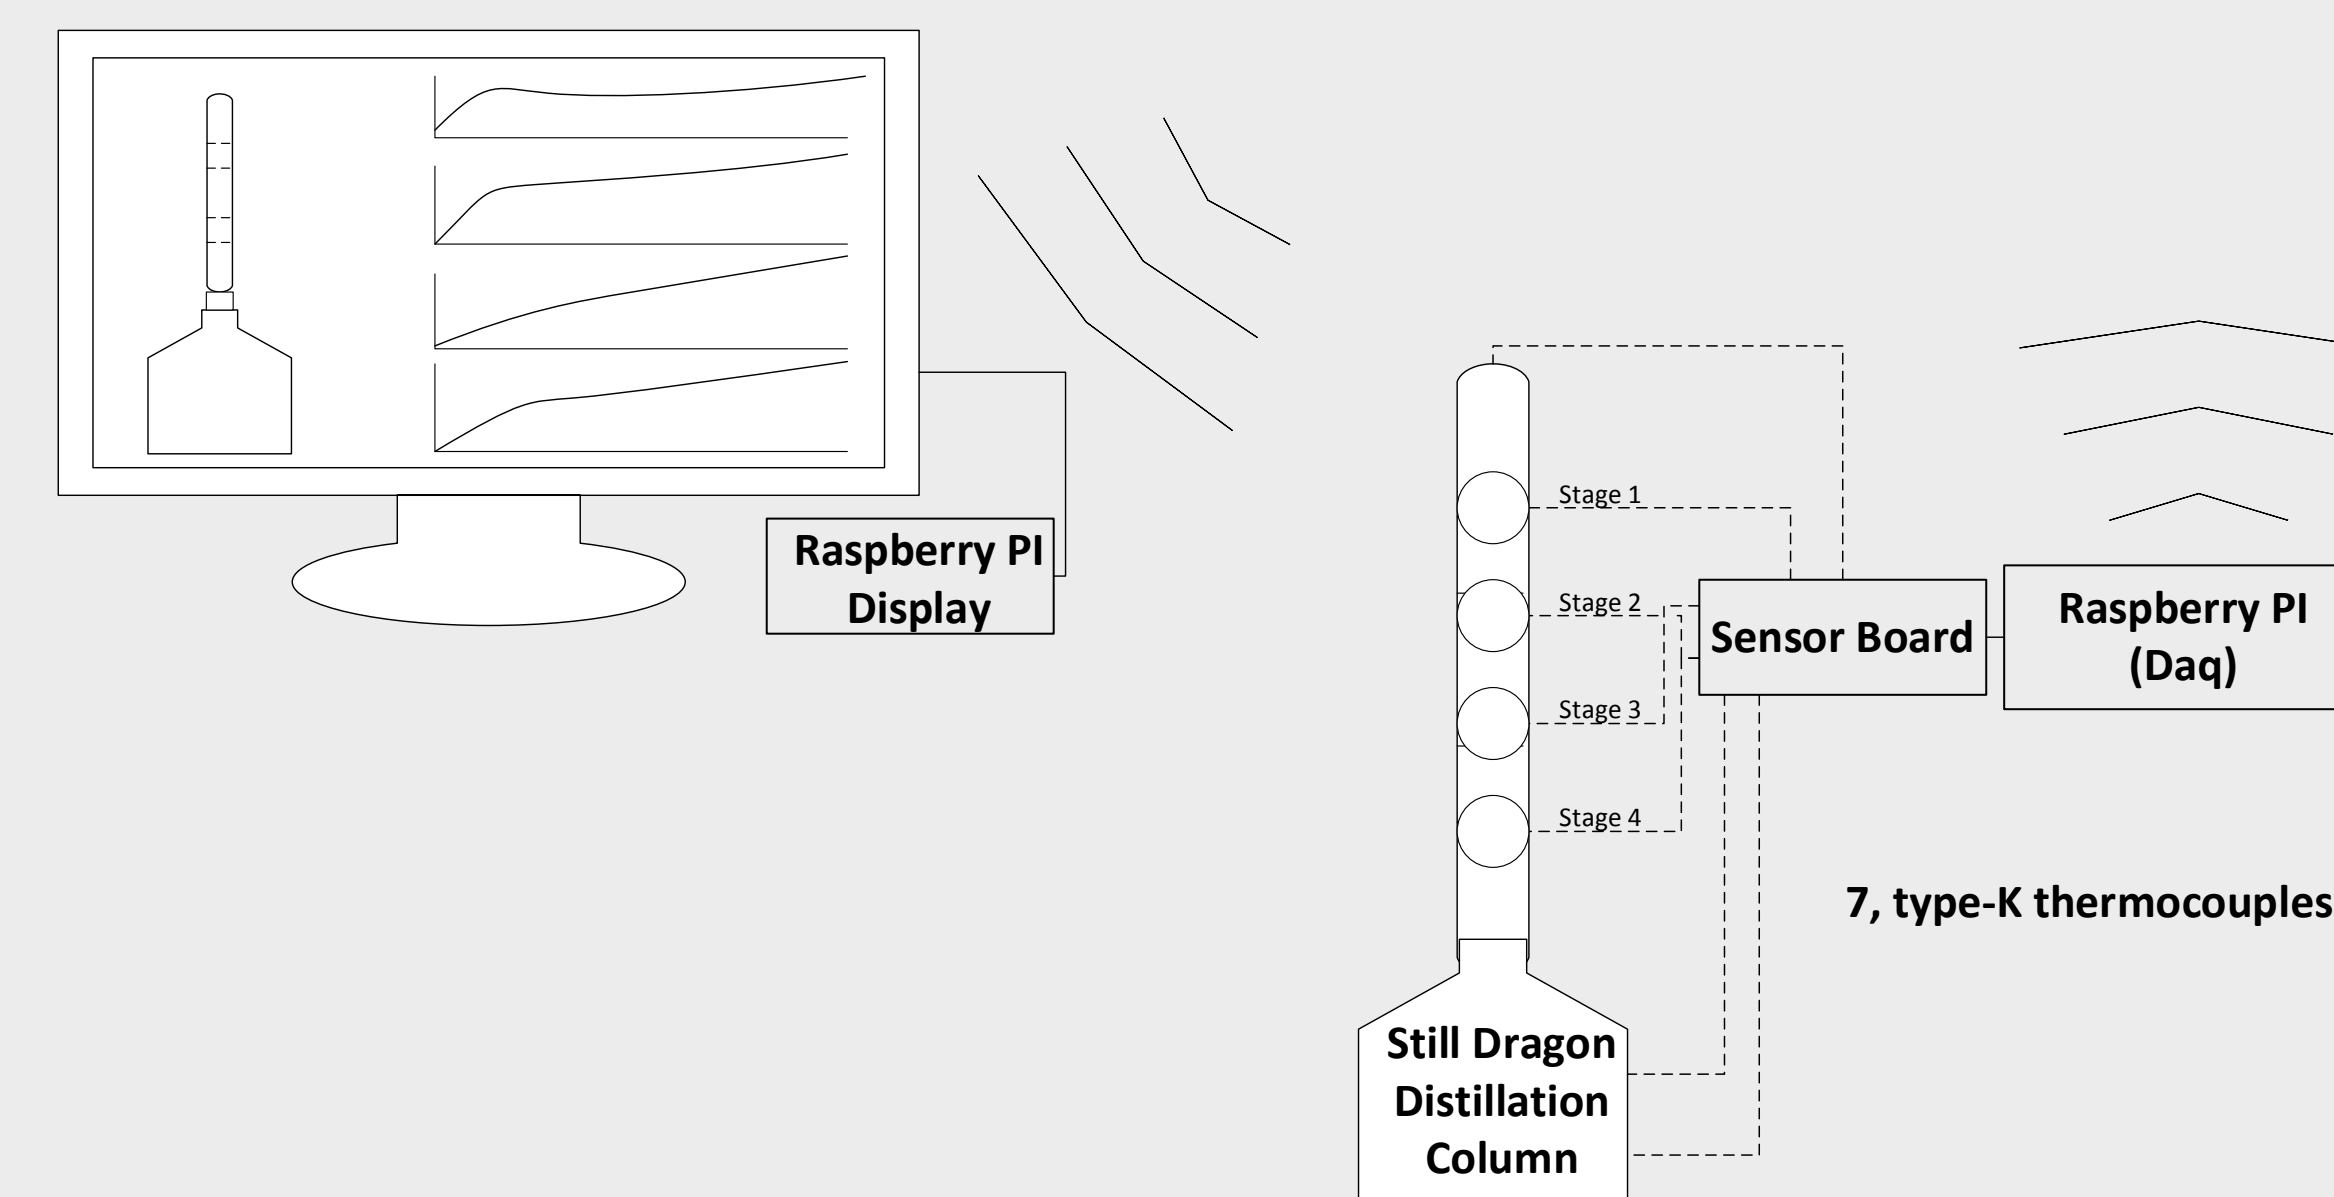 Raspberry PI
Display
Stage 1
Stage 2
Stage 3
Stage 4
Sensor Board
Raspberry PI
(Daq)
7, type-K thermocouples
Still Dragon
Distillation
Column